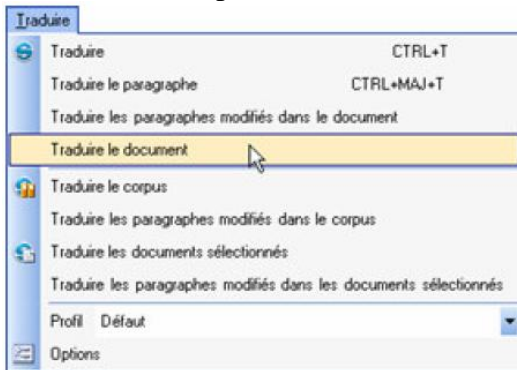 Traduire
Traduire CTRL+T
Traduire le paragraphe CTRL+MAJ+T
Traduire les paragraphes modifiés dans le document
Traduire le document
Traduire le corpus
Traduire les paragraphes modifiés dans le corpus
Traduire les documents sélectionnés
Traduire les paragraphes modifiés dans les documents sélectionnés
Profil Défaut
Options